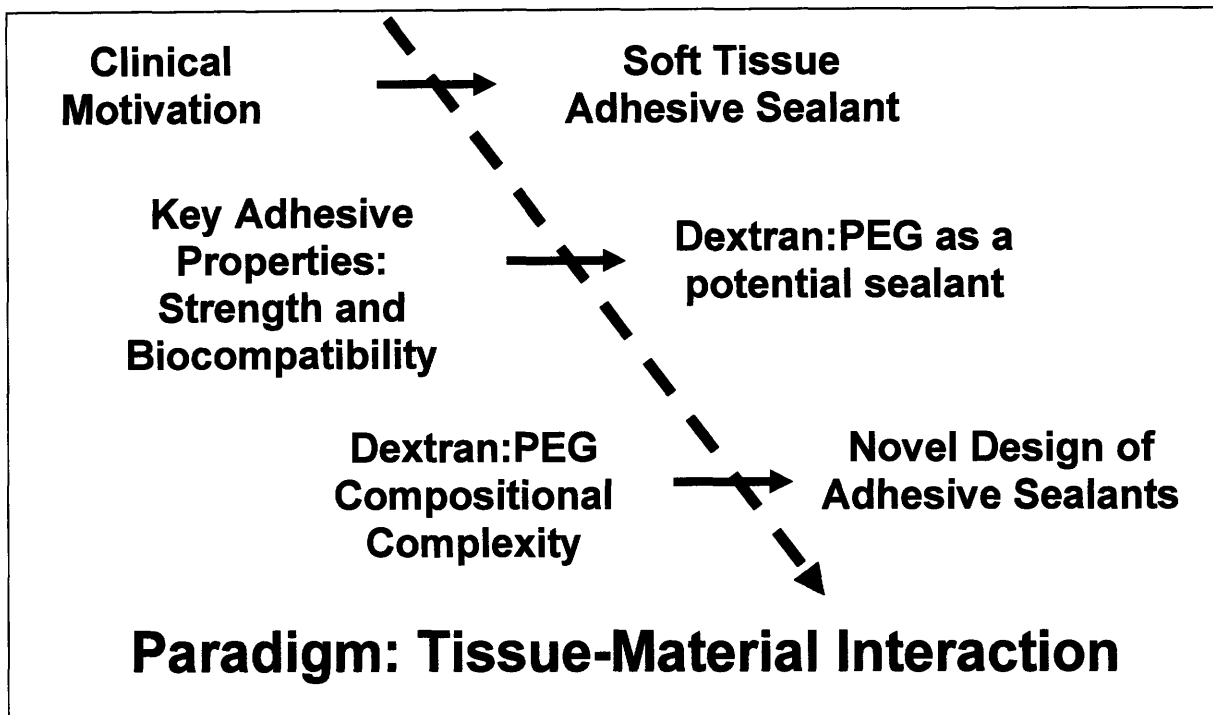 Clinical
Motivation
Soft Tissue
Adhesive Sealant
Key Adhesive
Properties:
Strength and
Biocompatibility
Dextran:PEG as a
potential sealant
Dextran:PEG
Compositional
Complexity
Novel Design of
Adhesive Sealants
Paradigm: Tissue-Material Interaction